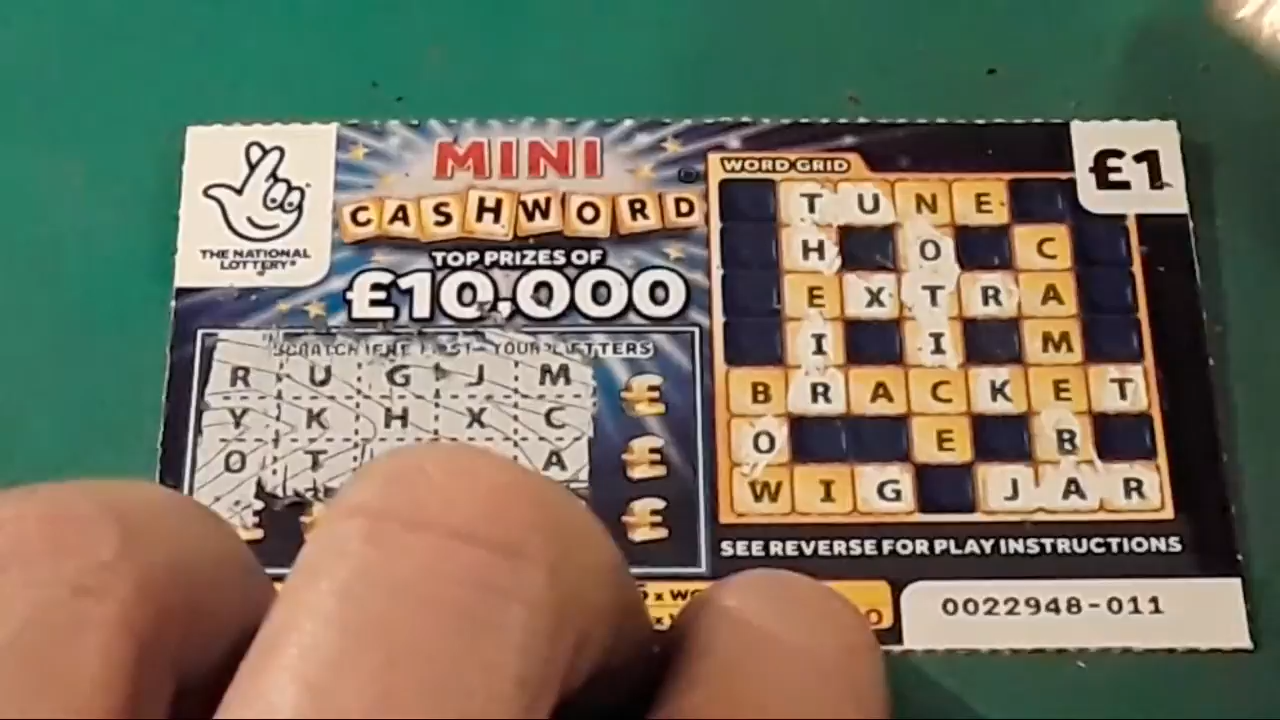 MINI
CASHWORD
TOP PRIZES OF
£10,000
THE NATIONAL
LOTTERY®
YOUR LETTERS
R U G J M
Y K H X C
O T A
£
£
£
WORD GRID
£1
T U N E
H O C
E X T R A
I I M
B R A C K E T
O E B
W I G J A R
SEE REVERSE FOR PLAY INSTRUCTIONS
0022948-011